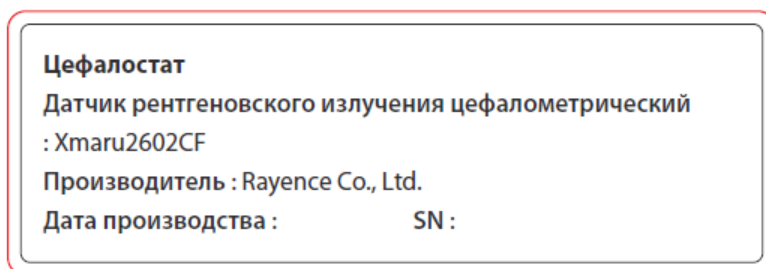 Цефалостат
Датчик рентгеновского излучения цефалометрический
: Xmaru2602CF
Производитель : Rayence Co., Ltd.
Дата производства : SN :